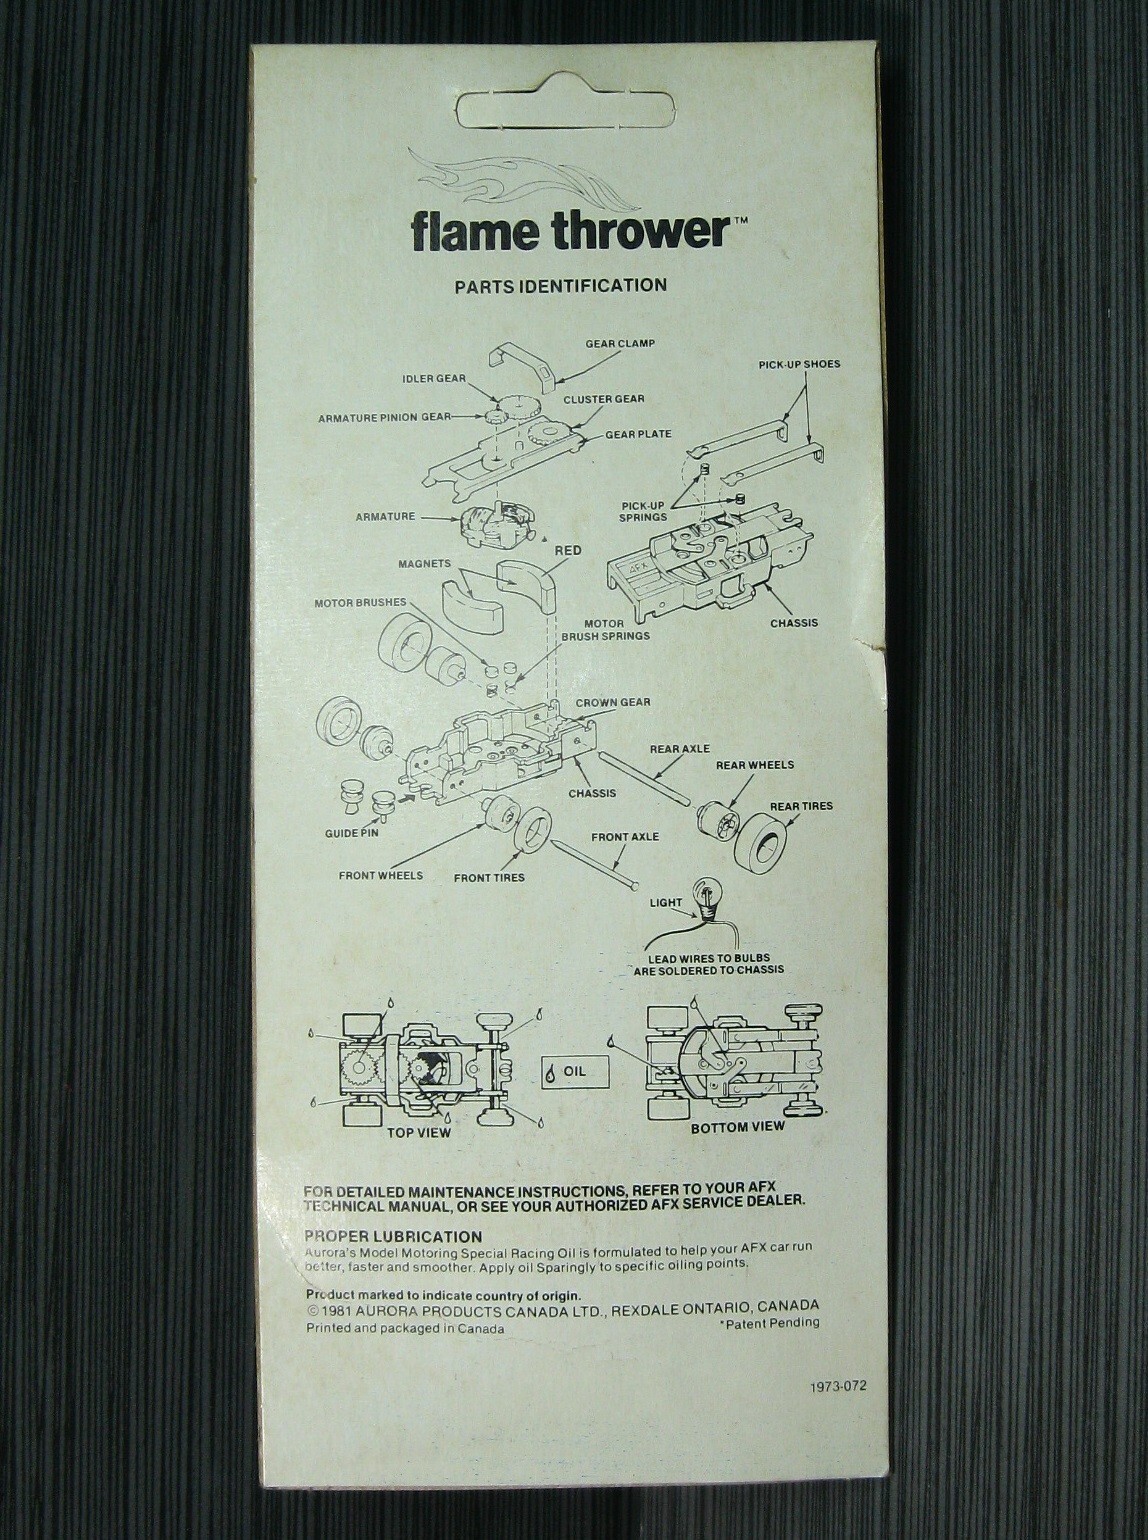 flame thrower™
PARTS IDENTIFICATION
GEAR CLAMP
PICK-UP SHOES
IDLER GEAR
CLUSTER GEAR
ARMATURE PINION GEAR
GEAR PLATE
PICK-UP
SPRINGS
ARMATURE
RED
MAGNETS
AFX
MOTOR BRUSHES
MOTOR
BRUSH SPRINGS
CHASSIS
CROWN GEAR
REAR AXLE
REAR WHEELS
CHASSIS
REAR TIRES
GUIDE PIN
FRONT AXLE
FRONT WHEELS
FRONT TIRES
LIGHT
LEAD WIRES TO BULBS
ARE SOLDERED TO CHASSIS
OIL
TOP VIEW
BOTTOM VIEW
FOR DETAILED MAINTENANCE INSTRUCTIONS, REFER TO YOUR AFX
TECHNICAL MANUAL, OR SEE YOUR AUTHORIZED AFX SERVICE DEALER.
PROPER LUBRICATION
Aurora's Model Motoring Special Racing Oil is formulated to help your AFX car run
better, faster and smoother. Apply oil Sparingly to specific oiling points.
Product marked to indicate country of origin.
© 1981 AURORA PRODUCTS CANADA LTD., REXDALE ONTARIO, CANADA
Printed and packaged in Canada *Patent Pending
1973-072